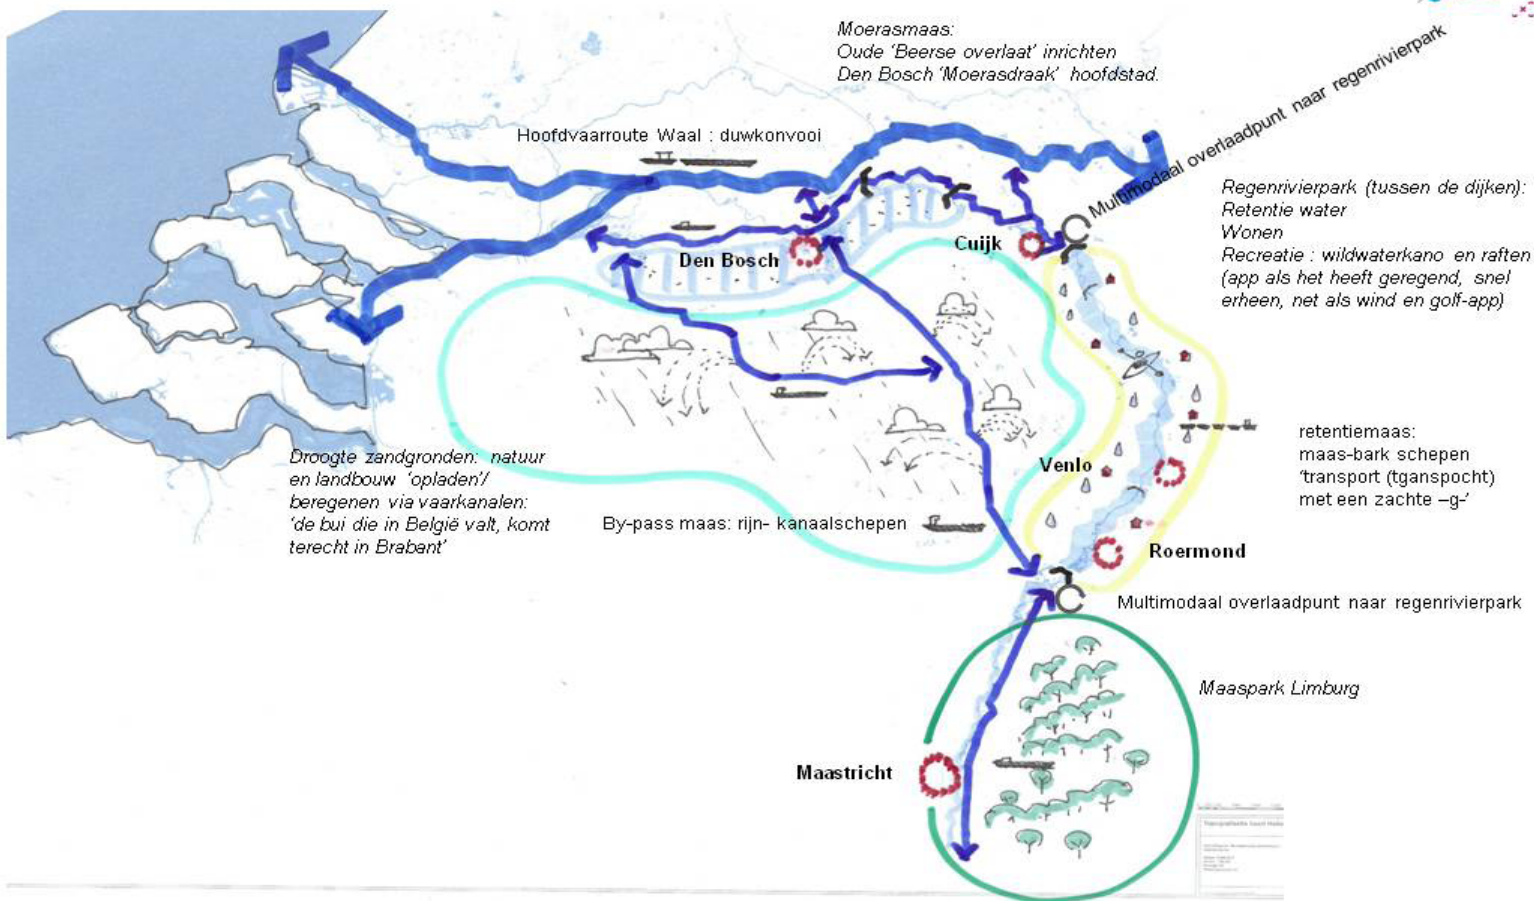 Moerasmaas:
Oude 'Beerse overlaat' inrichten
Den Bosch 'Moerasdraak' hoofdstad.
Multimodaal overlaadpunt naar regenrivierpark
Hoofdvaarroute Waal : duwkonvooi
Regenrivierpark (tussen de dijken):
Retentie water
Wonen
Recreatie : wildwaterkano en raften
(app als het heeft geregend, snel
erheen, net als wind en golf-app)
Cuijk
Den Bosch
retentiemaas:
maas-bark schepen
'transport (tganspocht)
met een zachte –g-'
Droogte zandgronden: natuur
en landbouw 'opladen'/
beregenen via vaarkanalen:
'de bui die in België valt, komt
terecht in Brabant'
Venlo
By-pass maas: rijn- kanaalschepen
Roermond
Multimodaal overlaadpunt naar regenrivierpark
Maaspark Limburg
Maastricht